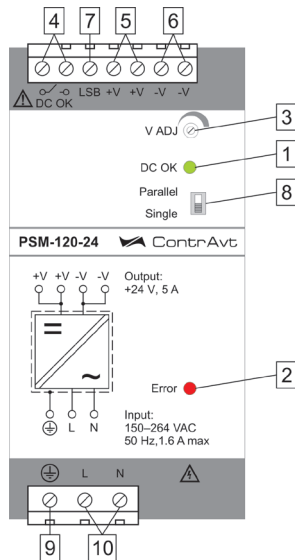 4 7 5 6
DC OK LSB +V +V -V -V
3
V ADJ
1
DC OK
Parallel
8
Single
PSM-120-24 ContrAvt
+V +V -V -V
Output:
+24 V, 5 A
=
~
2
Error
L N
Input:
150–264 VAC
50 Hz,1.6 A max
L N
9 10